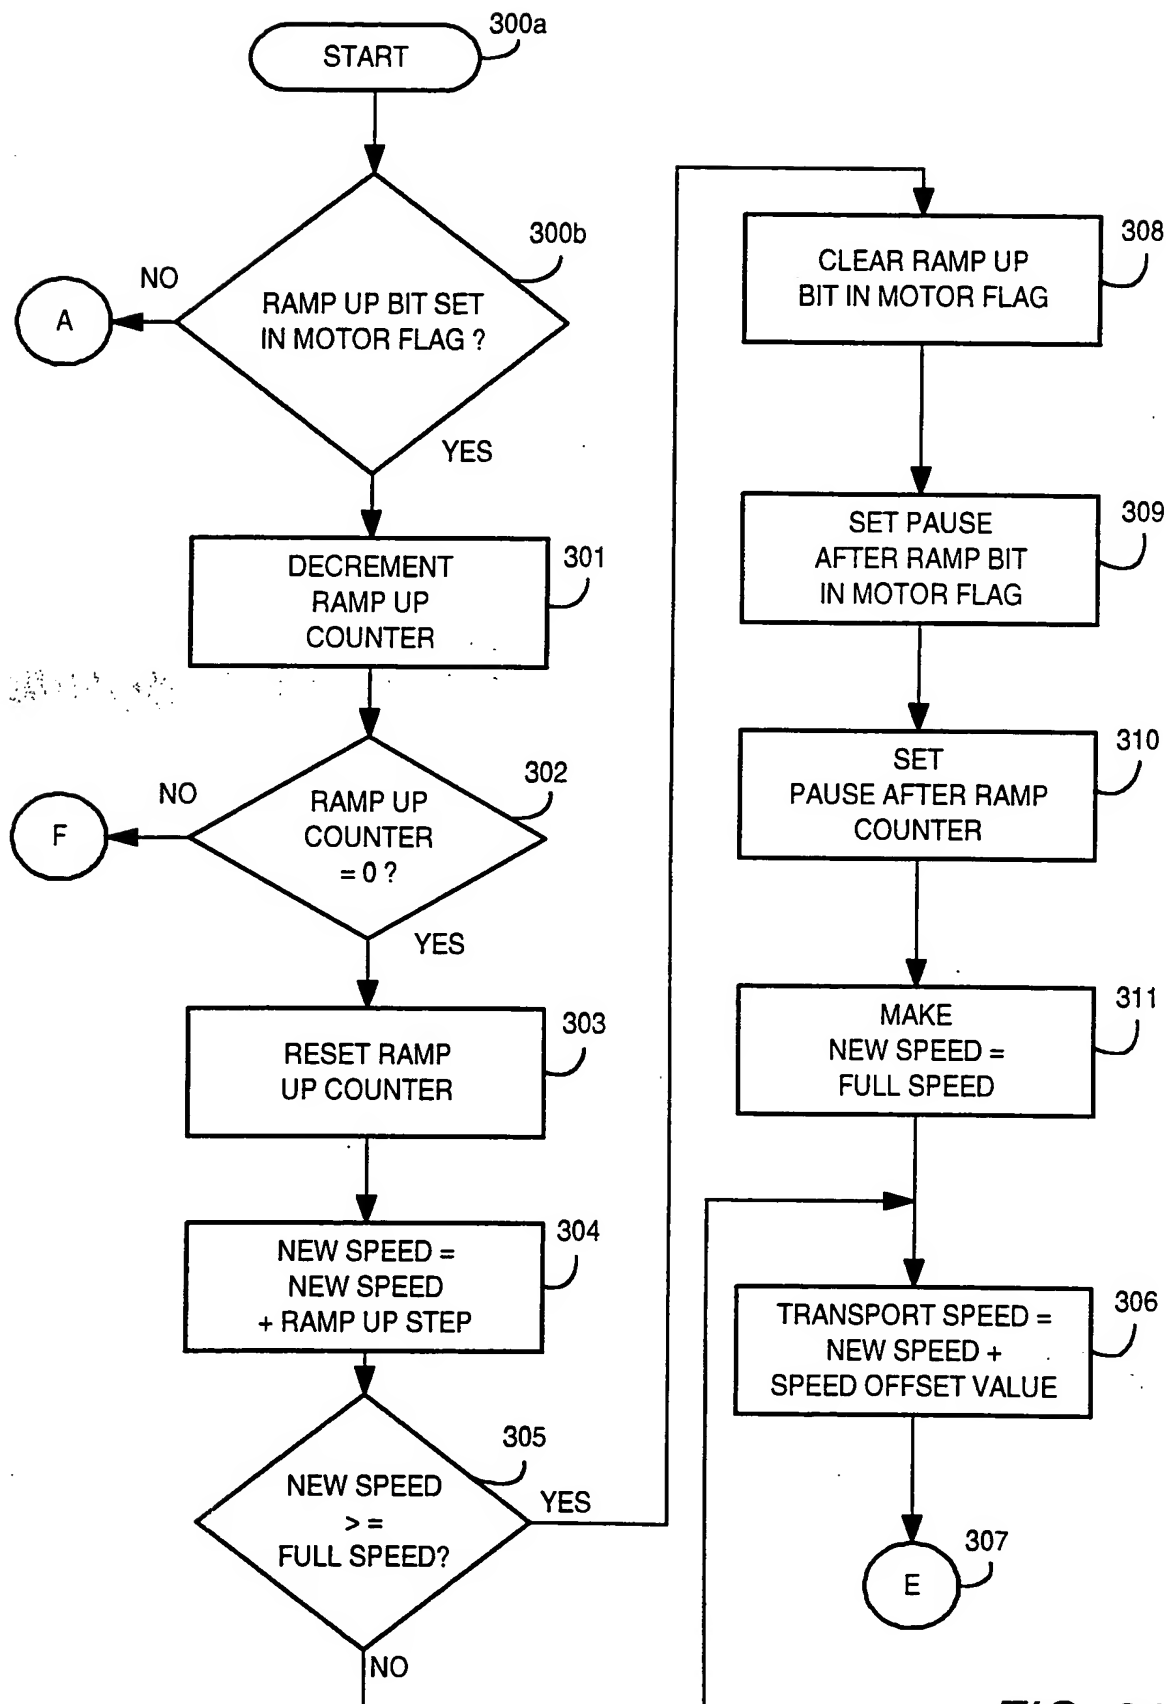 START
300a
RAMP UP BIT SET
IN MOTOR FLAG ?
300b
NO
A
YES
DECREMENT
RAMP UP
COUNTER
301
RAMP UP
COUNTER
= 0 ?
302
NO
F
YES
RESET RAMP
UP COUNTER
303
NEW SPEED =
NEW SPEED
+ RAMP UP STEP
304
NEW SPEED
> =
FULL SPEED?
305
YES
NO
CLEAR RAMP UP
BIT IN MOTOR FLAG
308
SET PAUSE
AFTER RAMP BIT
IN MOTOR FLAG
309
SET
PAUSE AFTER RAMP
COUNTER
310
MAKE
NEW SPEED =
FULL SPEED
311
TRANSPORT SPEED =
NEW SPEED +
SPEED OFFSET VALUE
306
E
307